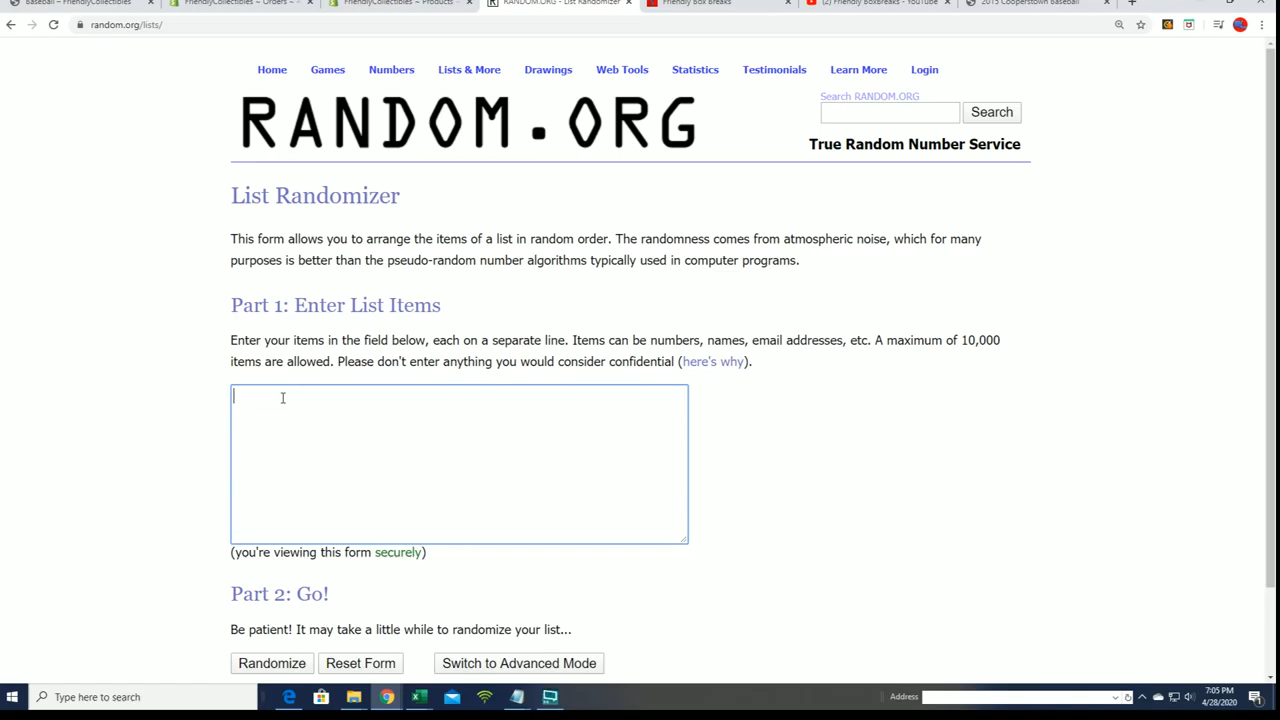 Baseball – FriendlyCollectibles
FriendlyCollectibles – Orders –
FriendlyCollectibles – Products –
RANDOM.ORG - List Randomizer
Friendly Box Breaks
(2) Friendly BoxBreaks - YouTube
2015 Cooperstown Baseball
random.org/lists/
Home Games Numbers Lists & More Drawings Web Tools Statistics Testimonials Learn More Login
RANDOM.ORG
Search RANDOM.ORG
Search
True Random Number Service
List Randomizer
This form allows you to arrange the items of a list in random order. The randomness comes from atmospheric noise, which for many
purposes is better than the pseudo-random number algorithms typically used in computer programs.
Part 1: Enter List Items
Enter your items in the field below, each on a separate line. Items can be numbers, names, email addresses, etc. A maximum of 10,000
items are allowed. Please don't enter anything you would consider confidential (here's why).
(you're viewing this form securely)
Part 2: Go!
Be patient! It may take a little while to randomize your list...
Randomize Reset Form Switch to Advanced Mode
Type here to search
Address
7:05 PM
4/28/2020